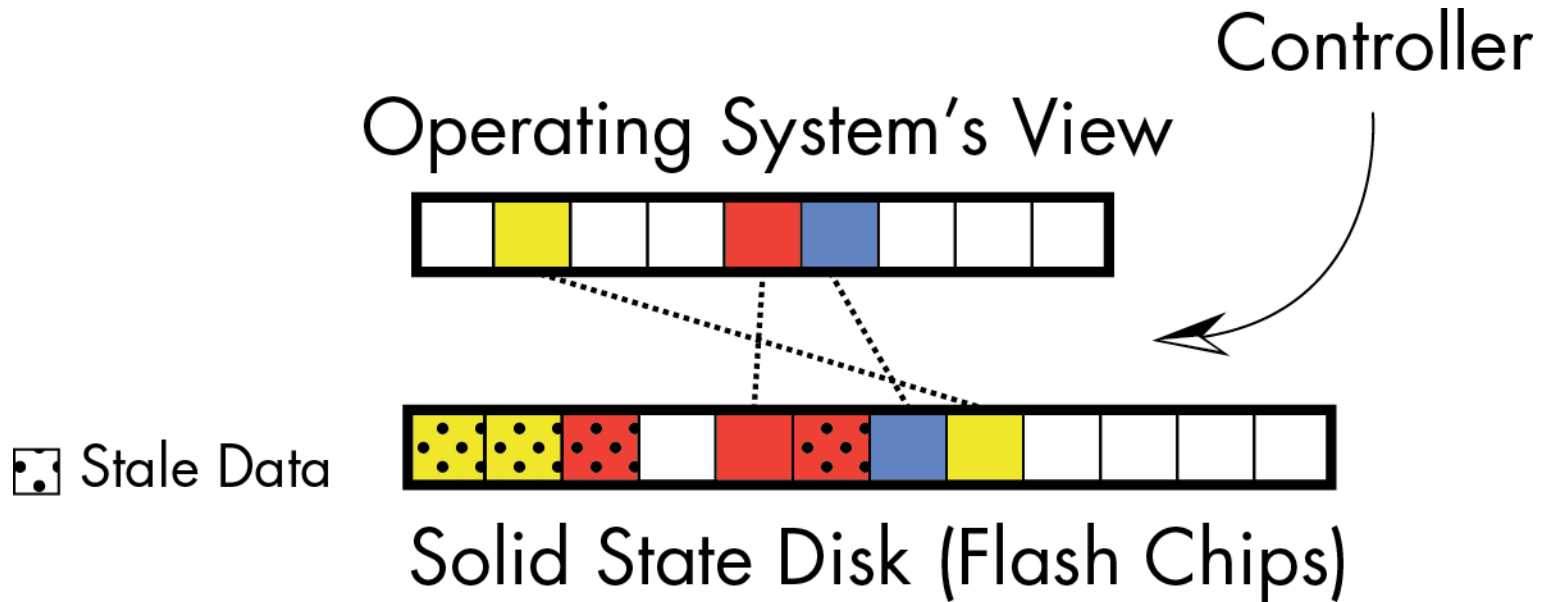 Controller
Operating System’s View
Stale Data
Solid State Disk (Flash Chips)